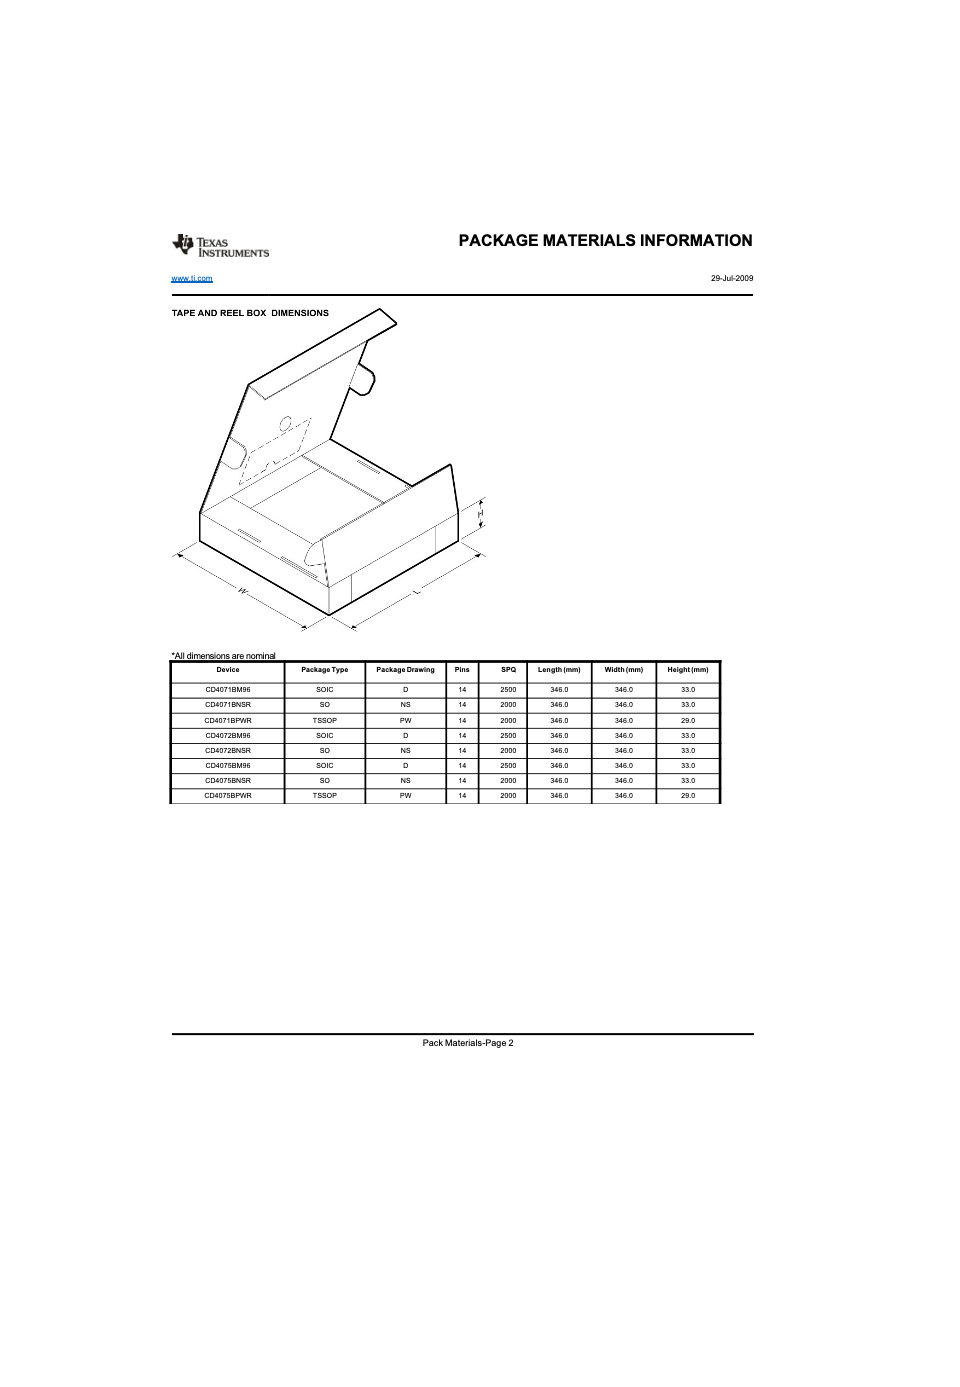 TEXAS
INSTRUMENTS
PACKAGE MATERIALS INFORMATION
www.ti.com
29-Jul-2009
TAPE AND REEL BOX DIMENSIONS
H
W
L
*All dimensions are nominal
Device Package Type Package Drawing Pins SPQ Length (mm) Width (mm) Height (mm)
CD4071BM96 SOIC D 14 2500 346.0 346.0 33.0
CD4071BNSR SO NS 14 2000 346.0 346.0 33.0
CD4071BPWR TSSOP PW 14 2000 346.0 346.0 29.0
CD4072BM96 SOIC D 14 2500 346.0 346.0 33.0
CD4072BNSR SO NS 14 2000 346.0 346.0 33.0
CD4075BM96 SOIC D 14 2500 346.0 346.0 33.0
CD4075BNSR SO NS 14 2000 346.0 346.0 33.0
CD4075BPWR TSSOP PW 14 2000 346.0 346.0 29.0
Pack Materials-Page 2